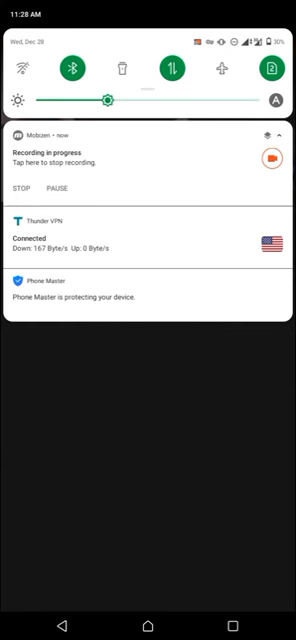 11:28 AM
Wed, Dec 28
30%
2
A
Mobizen • now
Recording in progress
Tap here to stop recording.
STOP PAUSE
Thunder VPN
Connected
Down: 167 Byte/s Up: 0 Byte/s
Phone Master
Phone Master is protecting your device.